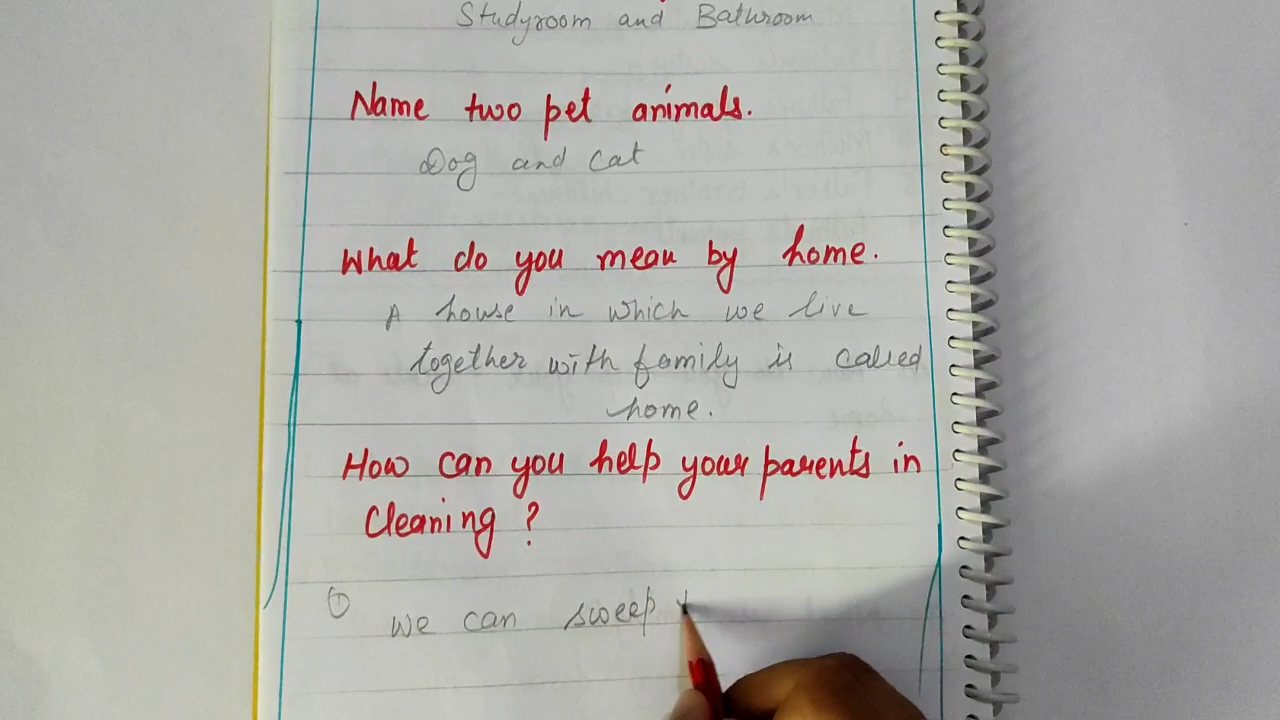 Studyroom and Bathroom
Name two pet animals.
Dog and cat
What do you mean by home.
A house in which we live
together with family is called
home.
How can you help your parents in
Cleaning ?
① we can sweep